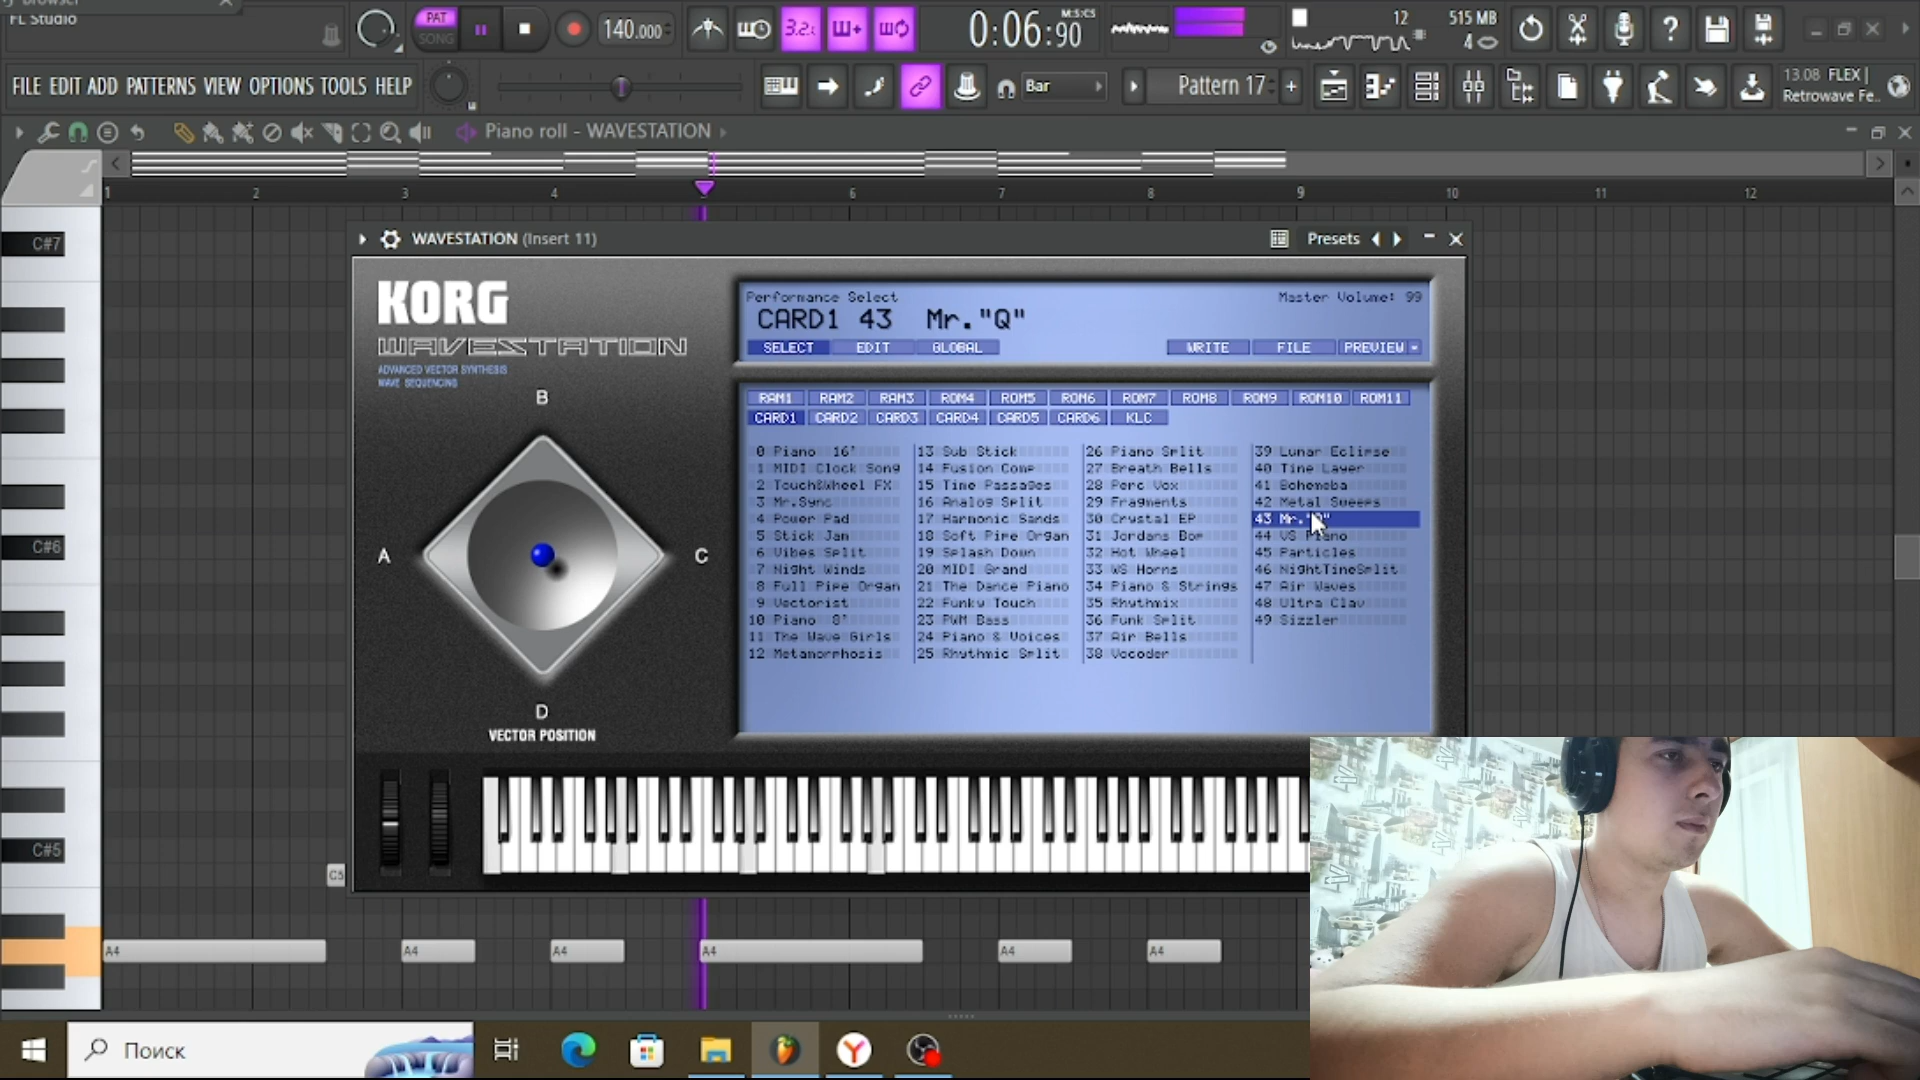 Browser
FL Studio
PAT
SONG
140.000
3.2:
0:06:90
M:S:CS
12
515 MB
4
FILE EDIT ADD PATTERNS VIEW OPTIONS TOOLS HELP
Bar
Pattern 17
13.08 FLEX |
Retrowave Fe..
Piano roll - WAVESTATION
1 2 3 4 6 7 8 9 10 11 12
C#7
C#6
C#5
WAVESTATION (Insert 11)
Presets
KORG
WAVESTATION
ADVANCED VECTOR SYNTHESIS
WAVE SEQUENCING
B
A
C
D
VECTOR POSITION
Performance Select
Master Volume: 99
CARD1 43 Mr."Q"
SELECT EDIT GLOBAL WRITE FILE PREVIEW
RAM1 RAM2 RAM3 ROM4 ROM5 ROM6 ROM7 ROM8 ROM9 ROM10 ROM11
CARD1 CARD2 CARD3 CARD4 CARD5 CARD6 KLC
0 Piano 16'
1 MIDI Clock Song
2 Touch&Wheel FX
3 Mr.Sync
4 Power Pad
5 Stick Jam
6 Vibes Split
7 Night Winds
8 Full Pipe Organ
9 Vectorist
10 Piano 8'
11 The Wave Girls
12 Metamorphosis
13 Sub Stick
14 Fusion Comp
15 Time Passages
16 Analog Split
17 Harmonic Sands
18 Soft Pipe Organ
19 Splash Down
20 MIDI Grand
21 The Dance Piano
22 Funky Touch
23 PWM Bass
24 Piano & Voices
25 Rhythmic Split
26 Piano Split
27 Breath Bells
28 Perc Vox
29 Fragments
30 Crystal EP
31 Jordans Bop
32 Hot Wheel
33 WS Horns
34 Piano & Strings
35 Rhythmix
36 Funk Split
37 Air Bells
38 Vocoder
39 Lunar Eclipse
40 Tine Layer
41 Bohemoba
42 Metal Sweeps
43 Mr."Q"
44 VS Piano
45 Particles
46 NightTimeSplit
47 Air Waves
48 Ultra Clav
49 Sizzler
C5
A4
A4
A4
A4
A4
A4
Поиск